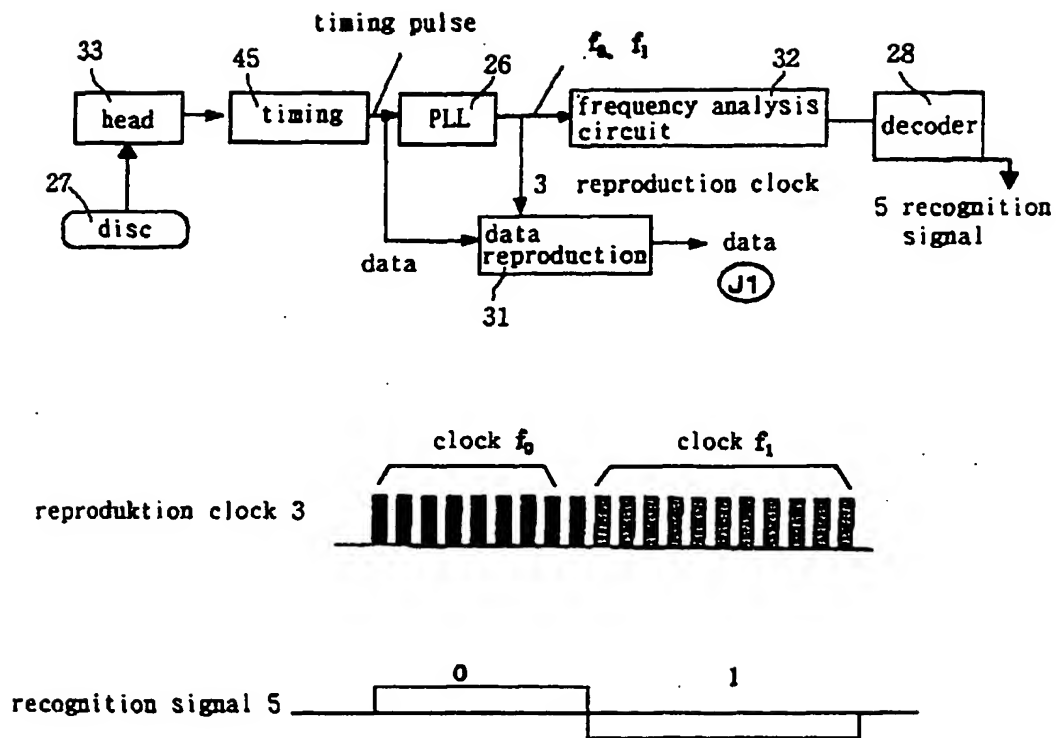 timing pulse
33
45
26
f₀, f₁
32
28
head
timing
PLL
frequency analysis
circuit
decoder
27
disc
3 reproduction clock
5 recognition
signal
data
data
reproduction
data
J1
31
clock f₀
clock f₁
reproduktion clock 3
0
1
recognition signal 5